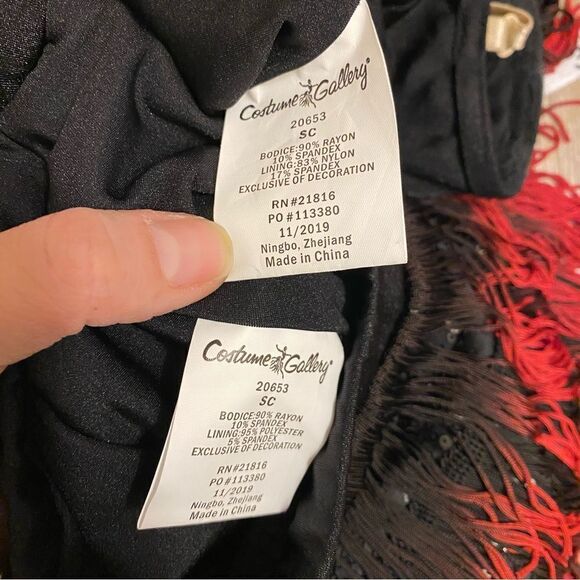 Costume Gallery®
20653
SC
BODICE:90% RAYON
10% SPANDEX
LINING:83% NYLON
17% SPANDEX
EXCLUSIVE OF DECORATION
RN#21816
PO #113380
11/2019
Ningbo, Zhejiang
Made in China
Costume Gallery®
20653
SC
BODICE:90% RAYON
10% SPANDEX
LINING:95% POLYESTER
5% SPANDEX
EXCLUSIVE OF DECORATION
RN#21816
PO #113380
11/2019
Ningbo, Zhejiang
Made in China